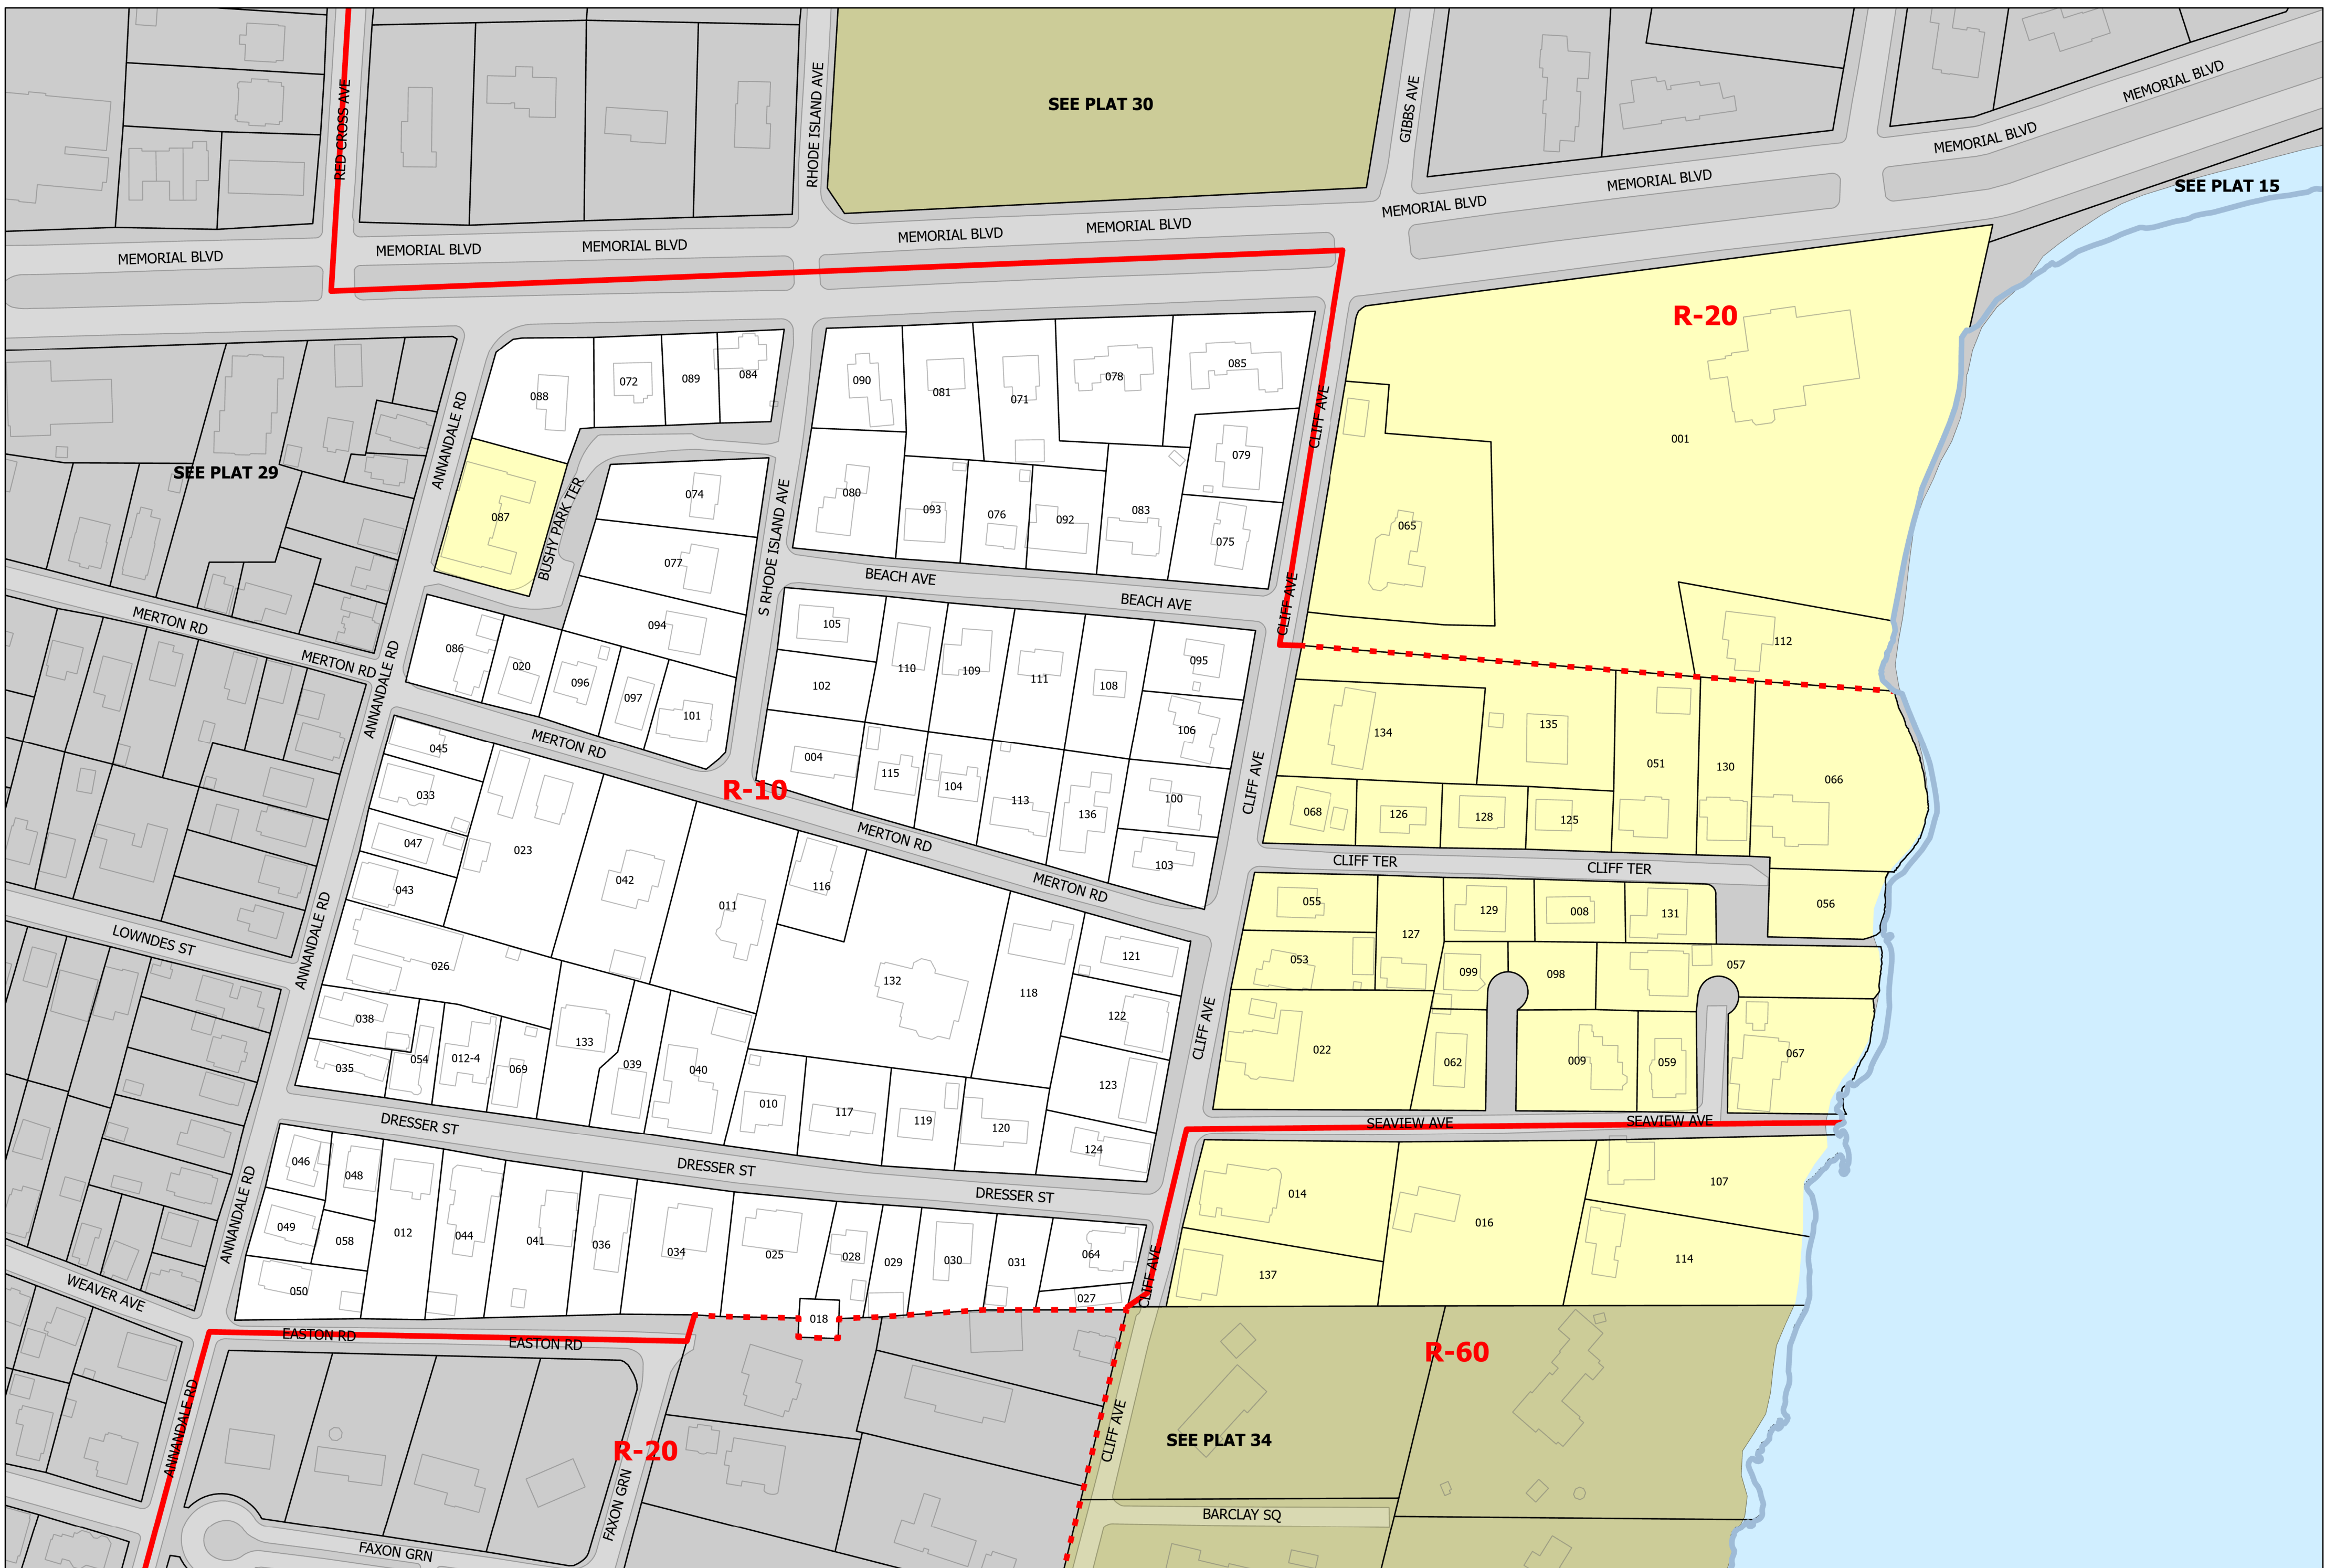 SEE PLAT 30
RED CROSS AVE
RHODE ISLAND AVE
GIBBS AVE
MEMORIAL BLVD
MEMORIAL BLVD
MEMORIAL BLVD
SEE PLAT 15
MEMORIAL BLVD
MEMORIAL BLVD
MEMORIAL BLVD
MEMORIAL BLVD
MEMORIAL BLVD
MEMORIAL BLVD
MEMORIAL BLVD
R-20
085
078
084
089
072
090
081
071
088
CLIFF AVE
ANNANDALE RD
001
079
SEE PLAT 29
080
074
093
076
092
083
087
065
BUSHY PARK TER
S RHODE ISLAND AVE
075
077
BEACH AVE
BEACH AVE
CLIFF AVE
MERTON RD
105
094
112
086
MERTON RD
020
110
109
111
095
096
102
108
097
101
ANNANDALE RD
106
134
135
045
MERTON RD
004
051
130
066
115
104
CLIFF AVE
R-10
033
113
100
136
068
126
128
125
047
023
MERTON RD
103
CLIFF TER
CLIFF TER
043
042
116
MERTON RD
011
055
129
008
131
056
LOWNDES ST
ANNANDALE RD
127
121
053
099
098
057
026
132
118
122
CLIFF AVE
038
133
022
067
054
012-4
069
039
040
035
062
009
059
123
010
117
119
120
DRESSER ST
SEAVIEW AVE
SEAVIEW AVE
124
046
048
DRESSER ST
DRESSER ST
014
107
ANNANDALE RD
049
058
012
044
041
036
034
025
028
029
030
031
064
016
114
137
CLIFF AVE
WEAVER AVE
050
027
018
EASTON RD
EASTON RD
R-60
ANNANDALE RD
CLIFF AVE
SEE PLAT 34
R-20
FAXON GRN
BARCLAY SQ
FAXON GRN